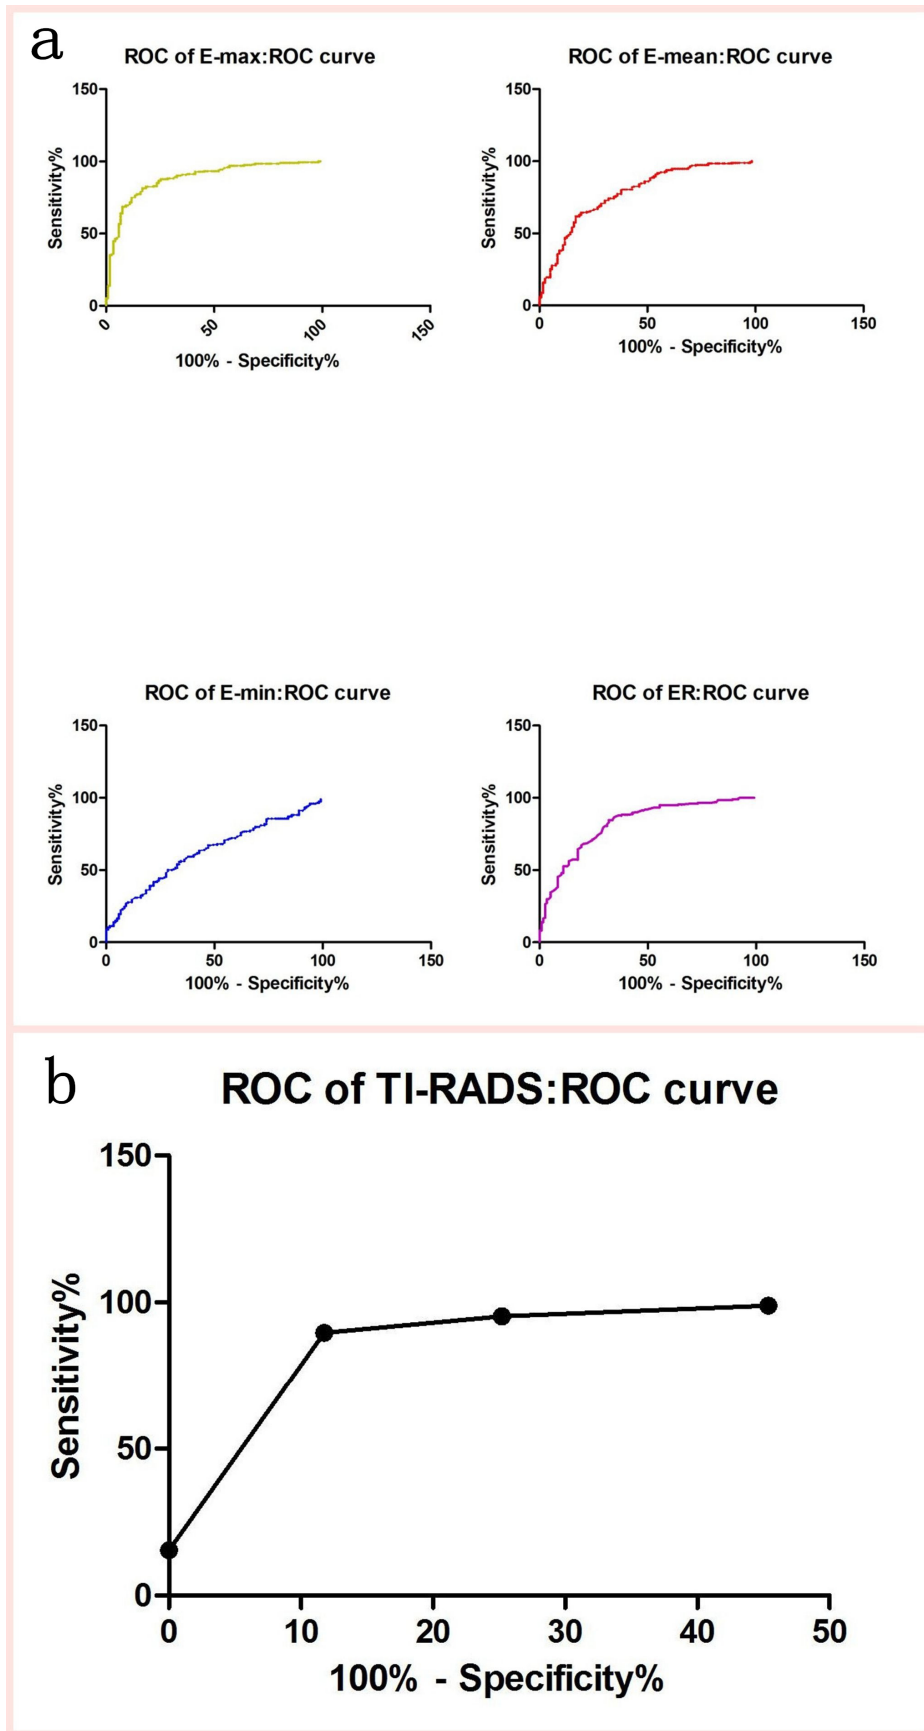 a
ROC of E-max:ROC curve
150
100
50
0
Sensitivity%
0 50 100 150
100% - Specificity%
ROC of E-mean:ROC curve
150
100
50
0
Sensitivity%
0 50 100 150
100% - Specificity%
ROC of E-min:ROC curve
150
100
50
0
Sensitivity%
0 50 100 150
100% - Specificity%
ROC of ER:ROC curve
150
100
50
0
Sensitivity%
0 50 100 150
100% - Specificity%
b
ROC of TI-RADS:ROC curve
150
100
50
0
Sensitivity%
0 10 20 30 40 50
100% - Specificity%